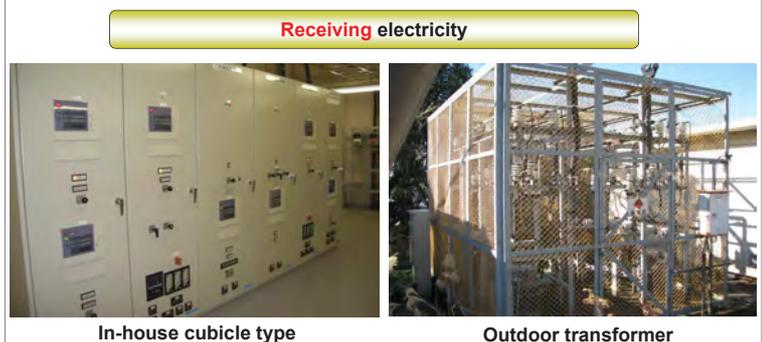 Receiving electricity
In-house cubicle type
Outdoor transformer